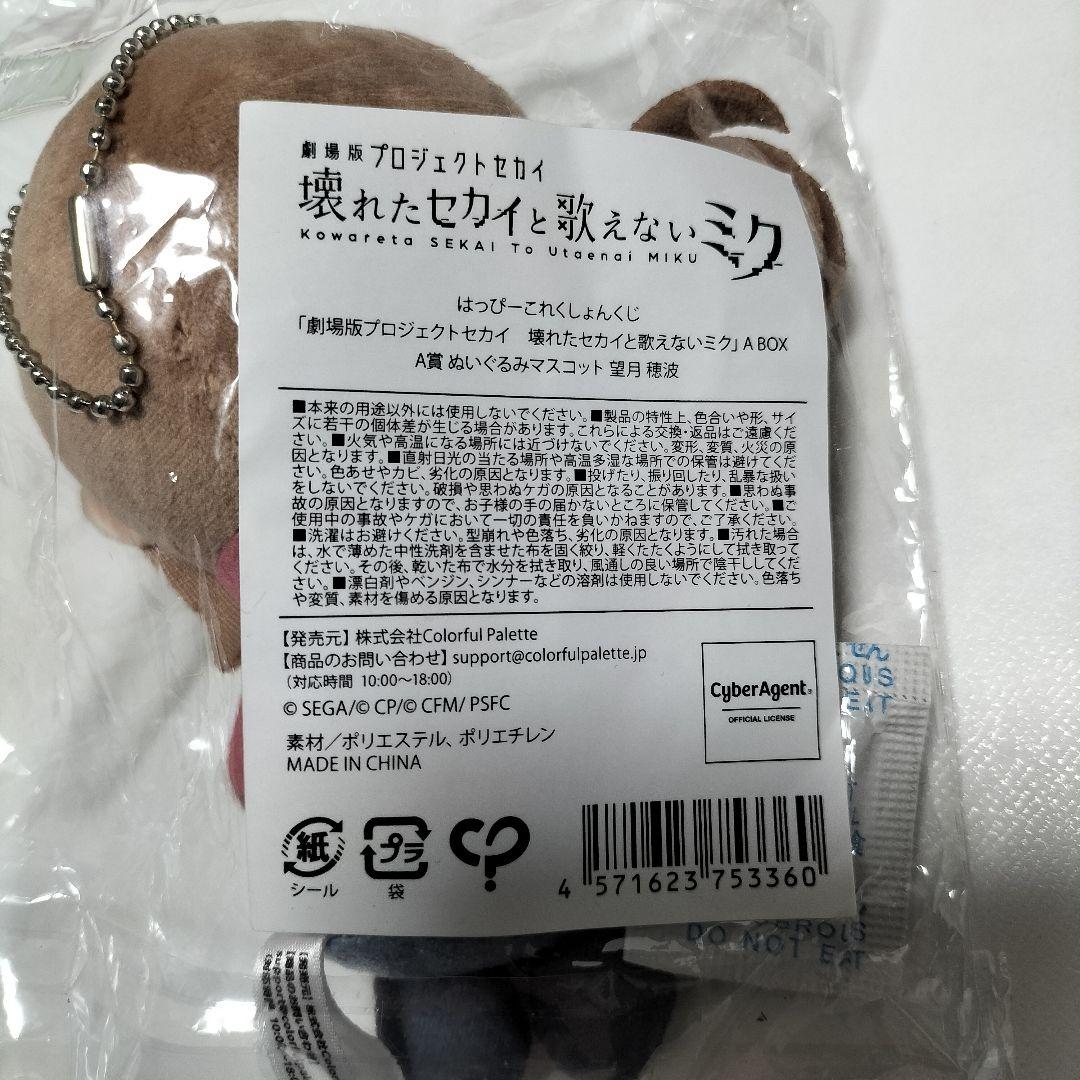 劇場版 プロジェクトセカイ
壊れたセカイと歌えないミク
Kowareta SEKAI To Utaenai MIKU
はっぴーこれくしょんくじ
「劇場版プロジェクトセカイ　壊れたセカイと歌えないミク」A BOX
A賞 ぬいぐるみマスコット 望月 穂波
■本来の用途以外には使用しないでください。■製品の特性上、色合いや形、サイ
ズに若干の個体差が生じる場合があります。これらによる交換・返品はご遠慮くだ
さい。■火気や高温になる場所には近づけないでください。変形、変質、火災の原
因となります。■直射日光の当たる場所や高温多湿な場所での保管は避けてくだ
さい。色あせやカビ、劣化の原因となります。■投げたり、振り回したり、乱暴な扱い
をしないでください。破損や思わぬケガの原因となることがあります。■思わぬ事
故の原因となりますので、お子様の手の届かないところに保管してください。■ご
使用中の事故やケガにおいて一切の責任を負いかねますので、ご了承ください。
■洗濯はお避けください。型崩れや色落ち、劣化の原因となります。■汚れた場合
は、水で薄めた中性洗剤を含ませた布を固く絞り、軽くたたくようにして拭き取って
ください。その後、乾いた布で水分を拭き取り、風通しの良い場所で陰干ししてくだ
さい。■漂白剤やベンジン、シンナーなどの溶剤は使用しないでください。色落ち
や変質、素材を傷める原因となります。
【発売元】株式会社Colorful Palette
【商品のお問い合わせ】support@colorfulpalette.jp
（対応時間 10:00～18:00）
© SEGA/© CP/© CFM/ PSFC
素材／ポリエステル、ポリエチレン
MADE IN CHINA
CyberAgent®
OFFICIAL LICENSE
紙
シール
プラ
袋
4 571623 753360
DO NOT EAT